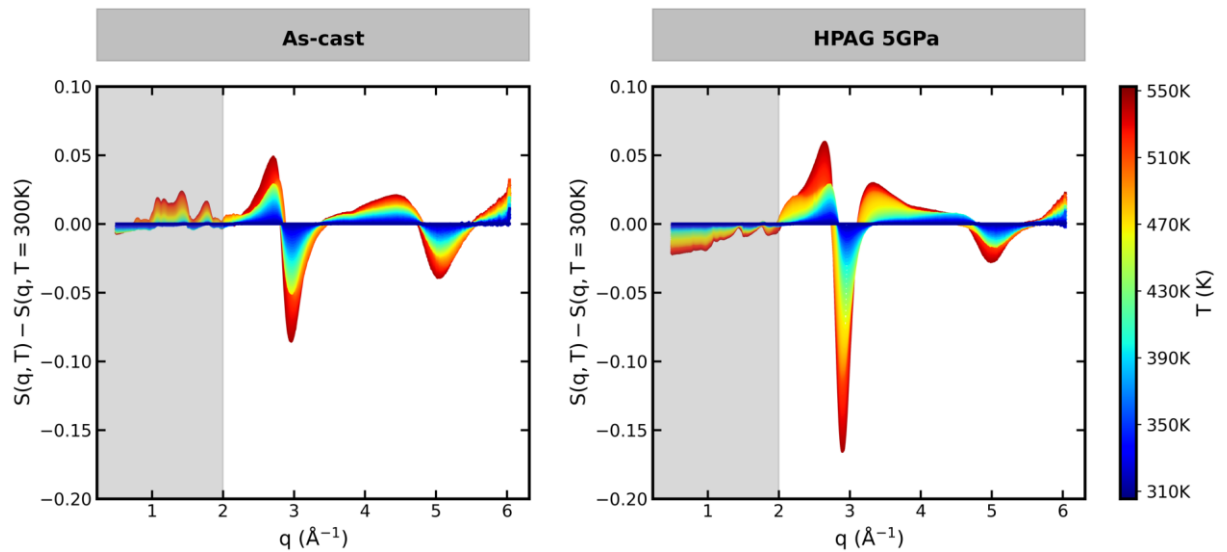 As-cast
HPAG 5GPa
0.10
0.05
0.00
−0.05
−0.10
−0.15
−0.20
S(q, T) − S(q, T = 300K)
1 2 3 4 5 6
q (Å⁻¹)
0.10
0.05
0.00
−0.05
−0.10
−0.15
−0.20
S(q, T) − S(q, T = 300K)
1 2 3 4 5 6
q (Å⁻¹)
550K
510K
470K
430K
390K
350K
310K
T (K)